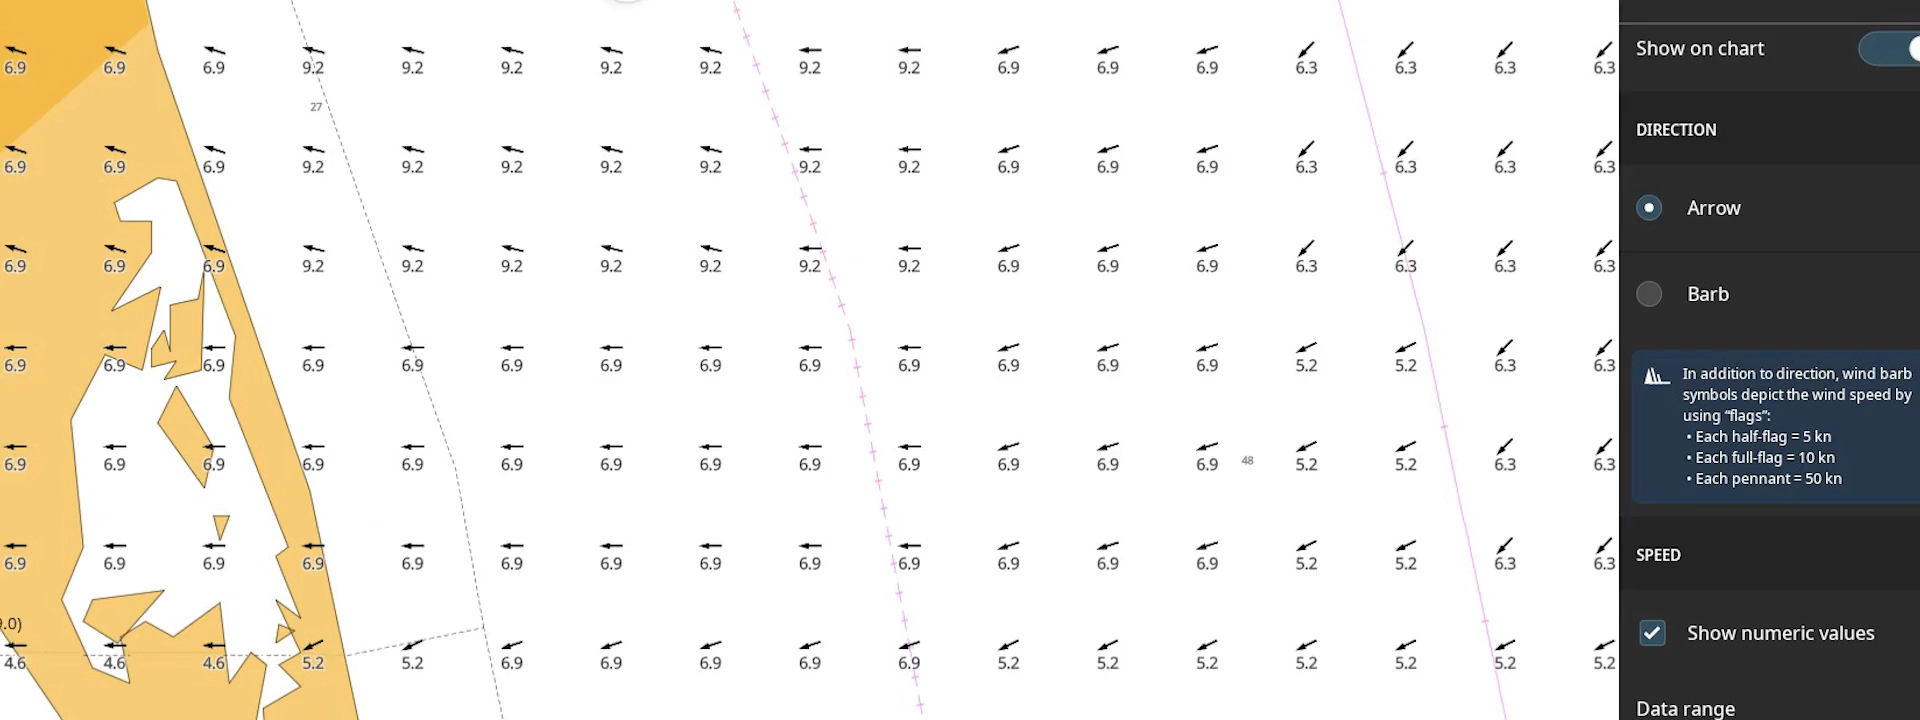 6.9 6.9 6.9 9.2 9.2 9.2 9.2 9.2 9.2 9.2 6.9 6.9 6.9 6.3 6.3 6.3 6.3
27
6.9 6.9 6.9 9.2 9.2 9.2 9.2 9.2 9.2 9.2 6.9 6.9 6.9 6.3 6.3 6.3 6.3
6.9 6.9 6.9 9.2 9.2 9.2 9.2 9.2 9.2 9.2 6.9 6.9 6.9 6.3 6.3 6.3 6.3
6.9 6.9 6.9 6.9 6.9 6.9 6.9 6.9 6.9 6.9 6.9 6.9 6.9 5.2 5.2 6.3 6.3
6.9 6.9 6.9 6.9 6.9 6.9 6.9 6.9 6.9 6.9 6.9 6.9 6.9 48 5.2 5.2 6.3 6.3
6.9 6.9 6.9 6.9 6.9 6.9 6.9 6.9 6.9 6.9 6.9 6.9 6.9 5.2 5.2 6.3 6.3
9.0)
4.6 4.6 4.6 5.2 5.2 6.9 6.9 6.9 6.9 6.9 5.2 5.2 5.2 5.2 5.2 5.2 5.2
Show on chart
DIRECTION
Arrow
Barb
In addition to direction, wind barb
symbols depict the wind speed by
using “flags”:
• Each half-flag = 5 kn
• Each full-flag = 10 kn
• Each pennant = 50 kn
SPEED
Show numeric values
Data range